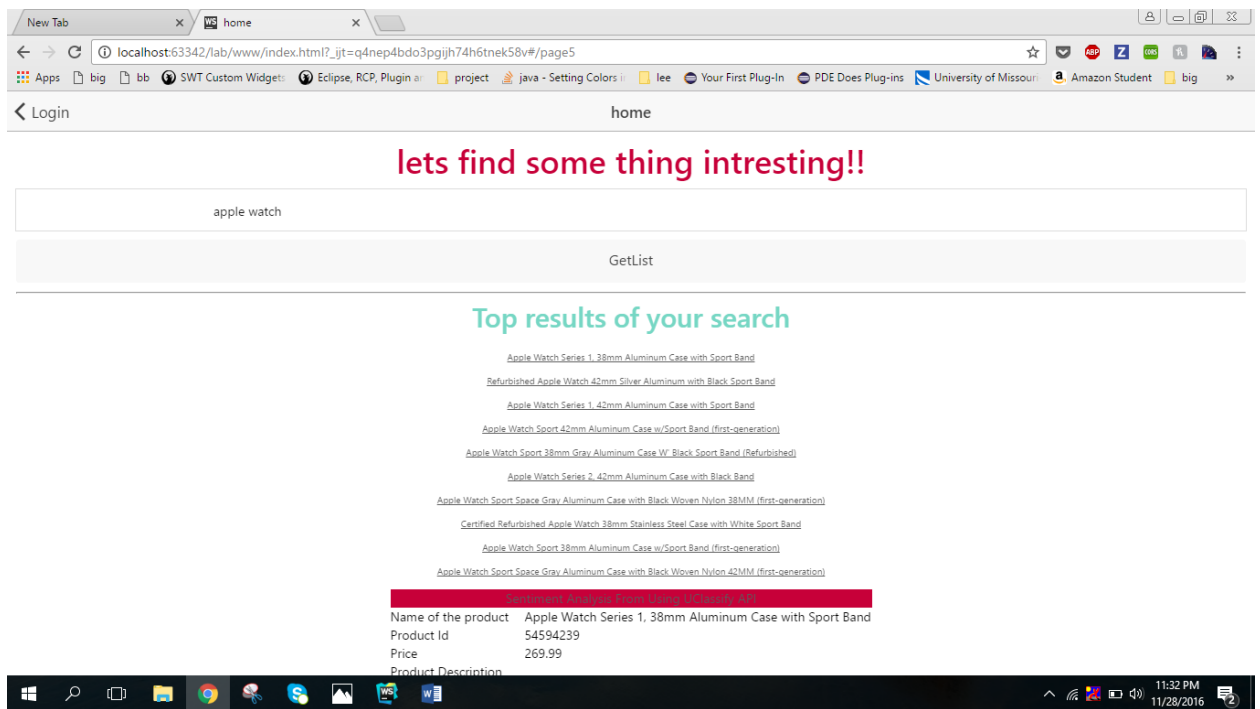 New Tab
WS home
localhost:63342/lab/www/index.html?_ijt=q4nep4bdo3pgijh74h6tnek58v#/page5
ABP Z CORS
Apps big bb SWT Custom Widgets Eclipse, RCP, Plugin a project java - Setting Colors i lee Your First Plug-In PDE Does Plug-ins University of Missouri Amazon Student big »
Login
home
lets find some thing intresting!!
apple watch
GetList
Top results of your search
Apple Watch Series 1, 38mm Aluminum Case with Sport Band
Refurbished Apple Watch 42mm Silver Aluminum with Black Sport Band
Apple Watch Series 1, 42mm Aluminum Case with Sport Band
Apple Watch Sport 42mm Aluminum Case w/Sport Band (first-generation)
Apple Watch Sport 38mm Gray Aluminum Case W' Black Sport Band (Refurbished)
Apple Watch Series 2, 42mm Aluminum Case with Black Band
Apple Watch Sport Space Gray Aluminum Case with Black Woven Nylon 38MM (first-generation)
Certified Refurbished Apple Watch 38mm Stainless Steel Case with White Sport Band
Apple Watch Sport 38mm Aluminum Case w/Sport Band (first-generation)
Apple Watch Sport Space Gray Aluminum Case with Black Woven Nylon 42MM (first-generation)
Sentiment Analysis From Using UClassify API
Name of the product Apple Watch Series 1, 38mm Aluminum Case with Sport Band
Product Id 54594239
Price 269.99
Product Description
11:32 PM
11/28/2016
2